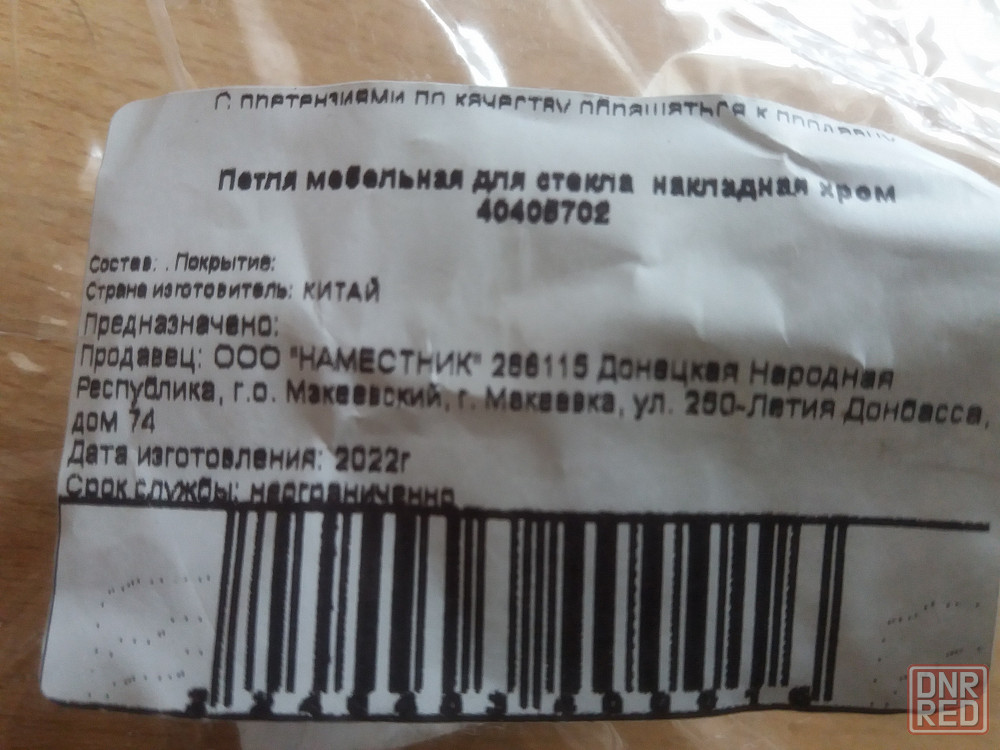 С претензиями по качеству обращаться к продавцу
Петля мебельная для стекла накладная хром
40405702
Состав: . Покрытие:
Страна изготовитель: КИТАЙ
Предназначено:
Продавец: ООО "НАМЕСТНИК" 286115 Донецкая Народная
Республика, г.о. Макеевский, г. Макеевка, ул. 250-Летия Донбасса,
дом 74
Дата изготовления: 2022г
Срок службы: неограниченно
DNR
RED